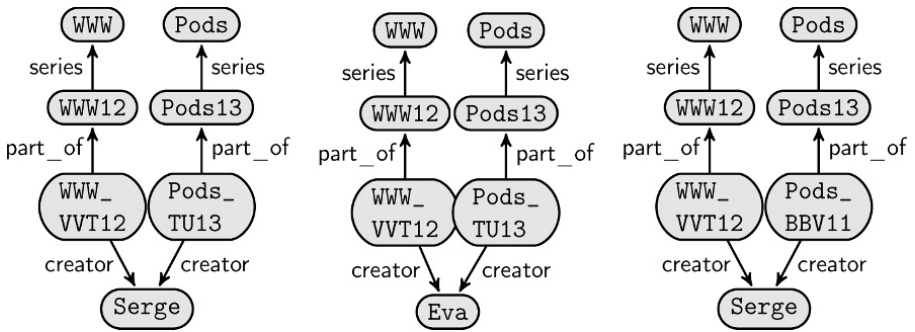 WWW Pods
series series
WWW12 Pods13
part_of part_of
WWW_ Pods_
VVT12 TU13
creator creator
Serge
WWW Pods
series series
WWW12 Pods13
part_of part_of
WWW_ Pods_
VVT12 TU13
creator creator
Eva
WWW Pods
series series
WWW12 Pods13
part_of part_of
WWW_ Pods_
VVT12 BBV11
creator creator
Serge